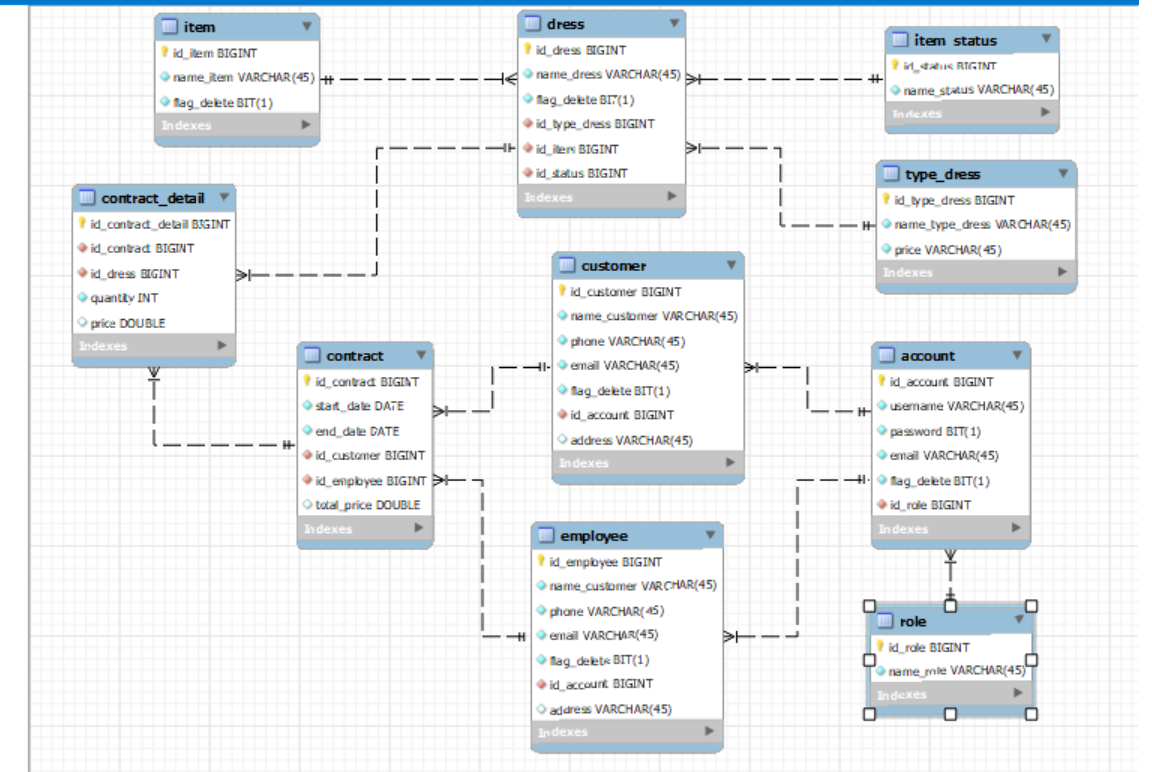 item
id_item BIGINT
name_item VARCHAR(45)
flag_delete BIT(1)
Indexes
dress
id_dress BIGINT
name_dress VARCHAR(45)
flag_delete BIT(1)
id_type_dress BIGINT
id_item BIGINT
id_status BIGINT
Indexes
item_status
id_status BIGINT
name_status VARCHAR(45)
Indexes
type_dress
id_type_dress BIGINT
name_type_dress VARCHAR(45)
price VARCHAR(45)
Indexes
contract_detail
id_contract_detail BIGINT
id_contract BIGINT
id_dress BIGINT
quantity INT
price DOUBLE
Indexes
customer
id_customer BIGINT
name_customer VARCHAR(45)
phone VARCHAR(45)
email VARCHAR(45)
flag_delete BIT(1)
id_account BIGINT
address VARCHAR(45)
Indexes
contract
id_contract BIGINT
start_date DATE
end_date DATE
id_customer BIGINT
id_employee BIGINT
total_price DOUBLE
Indexes
account
id_account BIGINT
username VARCHAR(45)
password BIT(1)
email VARCHAR(45)
flag_delete BIT(1)
id_role BIGINT
Indexes
employee
id_employee BIGINT
name_customer VARCHAR(45)
phone VARCHAR(45)
email VARCHAR(45)
flag_delete BIT(1)
id_account BIGINT
address VARCHAR(45)
Indexes
role
id_role BIGINT
name_role VARCHAR(45)
Indexes